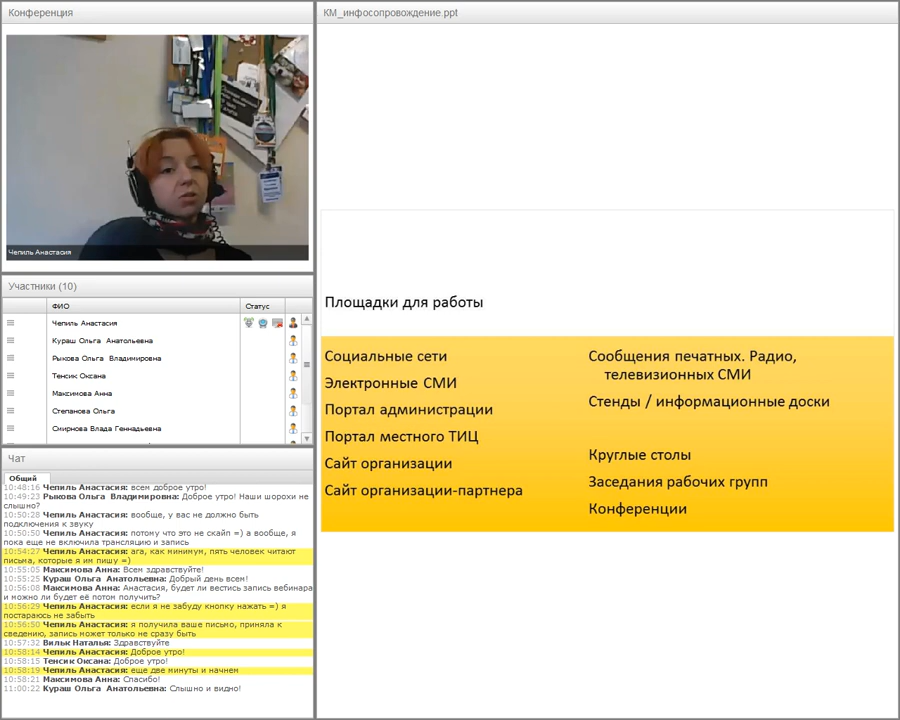 Конференция
Чепиль Анастасия
Участники (10)
ФИО
Статус
Чепиль Анастасия
Кураш Ольга Анатольевна
Рыкова Ольга Владимировна
Тенсик Оксана
Максимова Анна
Степанова Ольга
Смирнова Влада Геннадьевна
Чат
Общий
10:48:16 Чепиль Анастасия: всем доброе утро!
10:49:23 Рыкова Ольга Владимировна: Доброе утро! Наши шорохи не
слышно?
10:50:28 Чепиль Анастасия: вообще, у вас не должно быть
подключения к звуку
10:50:50 Чепиль Анастасия: потому что это не скайп =) а вообще, я
пока еще не включила трансляцию и запись
10:54:27 Чепиль Анастасия: ага, как минимум, пять человек читают
письма, которые я им пишу =)
10:55:05 Максимова Анна: Всем здравствуйте!
10:55:25 Кураш Ольга Анатольевна: Добрый день всем!
10:56:08 Максимова Анна: Анастасия, будет ли вестись запись вебинара
и можно ли будет её потом получить?
10:56:29 Чепиль Анастасия: если я не забуду кнопку нажать =) я
постараюсь не забыть
10:56:50 Чепиль Анастасия: я получила ваше письмо, приняла к
сведению, запись может только не сразу быть
10:57:32 Вильк Наталья: Здравствуйте
10:58:14 Чепиль Анастасия: Доброе утро!
10:58:15 Тенсик Оксана: Доброе утро!
10:58:19 Чепиль Анастасия: еще две минуты и начнем
10:58:21 Максимова Анна: Спасибо!
11:00:22 Кураш Ольга Анатольевна: Слышно и видно!
КМ_инфосопровождение.ppt
Площадки для работы
Социальные сети
Электронные СМИ
Портал администрации
Портал местного ТИЦ
Сайт организации
Сайт организации-партнера
Сообщения печатных. Радио,
телевизионных СМИ
Стенды / информационные доски
Круглые столы
Заседания рабочих групп
Конференции